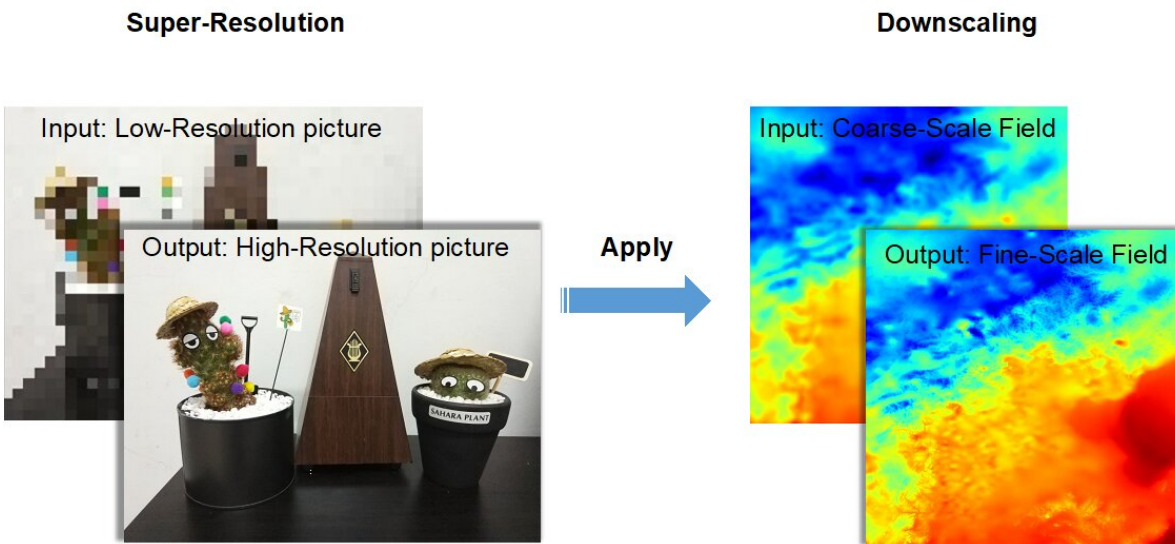 Super-Resolution
Downscaling
Input: Low-Resolution picture
Input: Coarse-Scale Field
Output: High-Resolution picture
Apply
Output: Fine-Scale Field
SAHARA PLANT